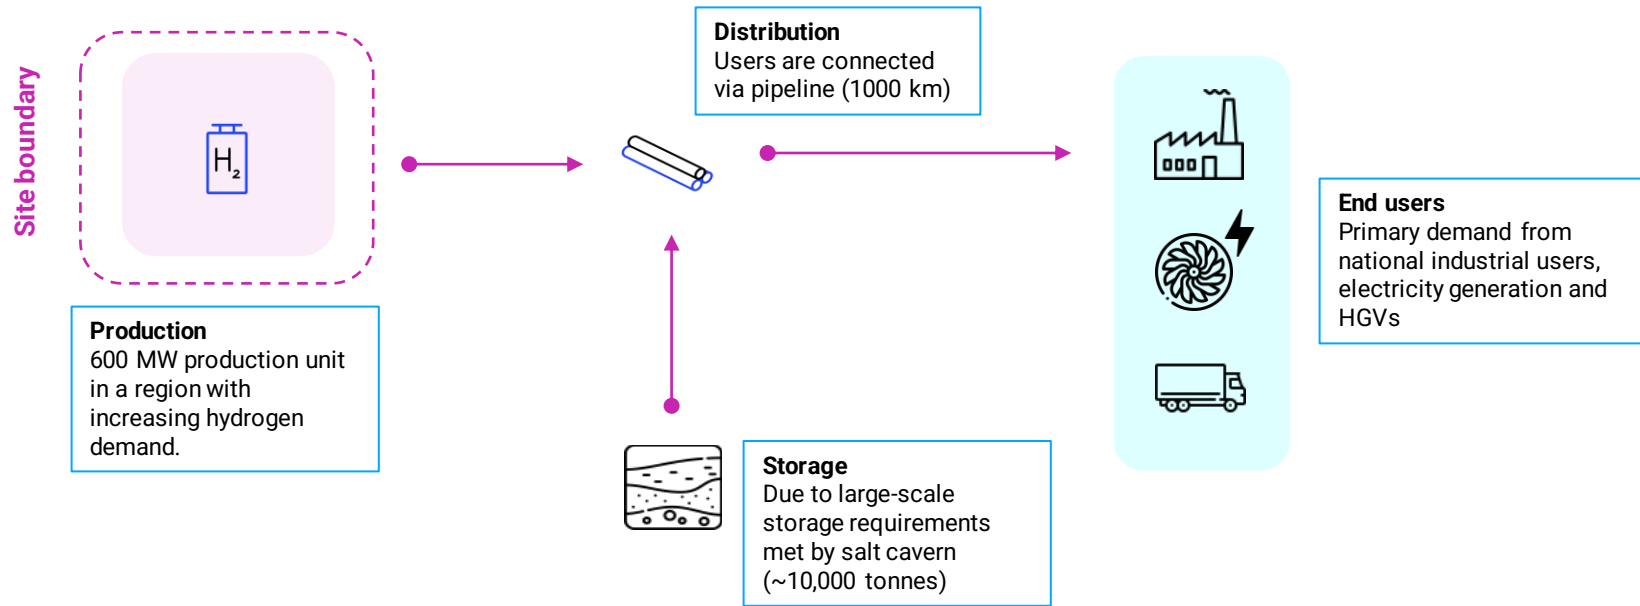 Site boundary
H2
Production
600 MW production unit
in a region with
increasing hydrogen
demand.
Distribution
Users are connected
via pipeline (1000 km)
Storage
Due to large-scale
storage requirements
met by salt cavern
(~10,000 tonnes)
End users
Primary demand from
national industrial users,
electricity generation and
HGVs